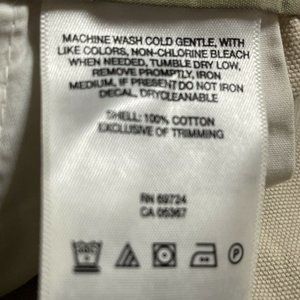 MACHINE WASH COLD GENTLE, WITH
LIKE COLORS, NON-CHLORINE BLEACH
WHEN NEEDED, TUMBLE DRY LOW,
REMOVE PROMPTLY, IRON
MEDIUM, IF PRESENT DO NOT IRON
DECAL, DRYCLEANABLE
SHELL: 100% COTTON
EXCLUSIVE OF TRIMMING
RN 69724
CA 05367
P